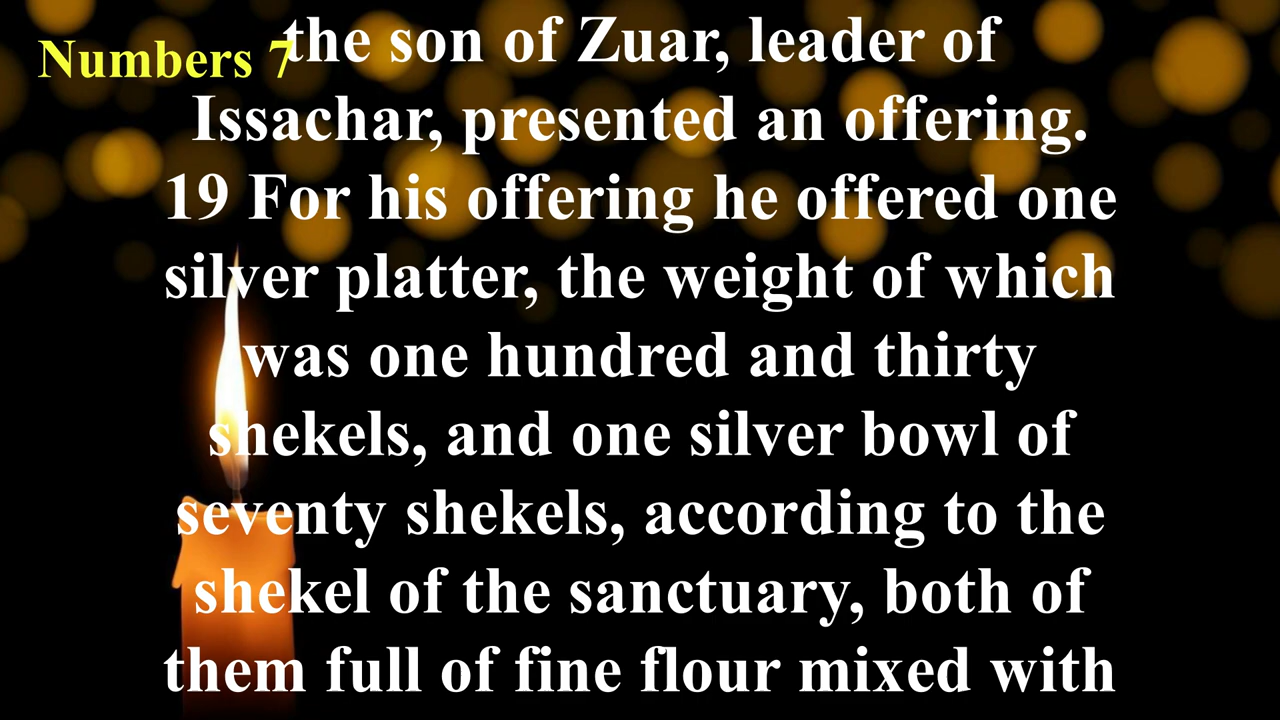 Numbers 7
the son of Zuar, leader of
Issachar, presented an offering.
19 For his offering he offered one
silver platter, the weight of which
was one hundred and thirty
shekels, and one silver bowl of
seventy shekels, according to the
shekel of the sanctuary, both of
them full of fine flour mixed with